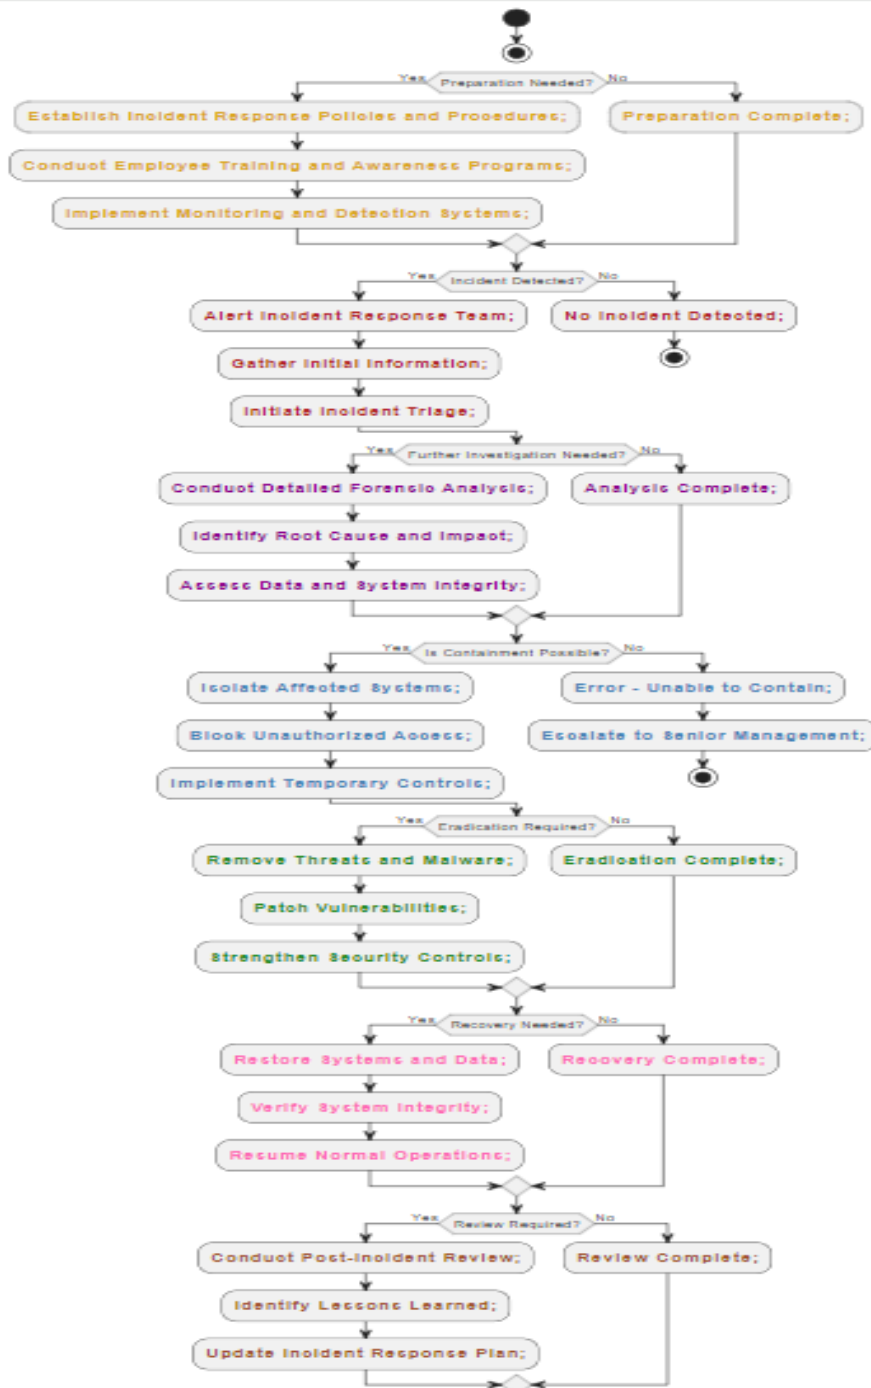 Yes Preparation Needed? No
Establish Incident Response Policies and Procedures; Preparation Complete;
Conduct Employee Training and Awareness Programs;
Implement Monitoring and Detection Systems;
Yes Incident Detected? No
Alert Incident Response Team; No Incident Detected;
Gather Initial Information;
Initiate Incident Triage;
Yes Further Investigation Needed? No
Conduct Detailed Forensic Analysis; Analysis Complete;
Identify Root Cause and Impact;
Assess Data and System Integrity;
Yes Is Containment Possible? No
Isolate Affected Systems; Error - Unable to Contain;
Block Unauthorized Access; Escalate to Senior Management;
Implement Temporary Controls;
Yes Eradication Required? No
Remove Threats and Malware; Eradication Complete;
Patch Vulnerabilities;
Strengthen Security Controls;
Yes Recovery Needed? No
Restore Systems and Data; Recovery Complete;
Verify System Integrity;
Resume Normal Operations;
Yes Review Required? No
Conduct Post-Incident Review; Review Complete;
Identify Lessons Learned;
Update Incident Response Plan;